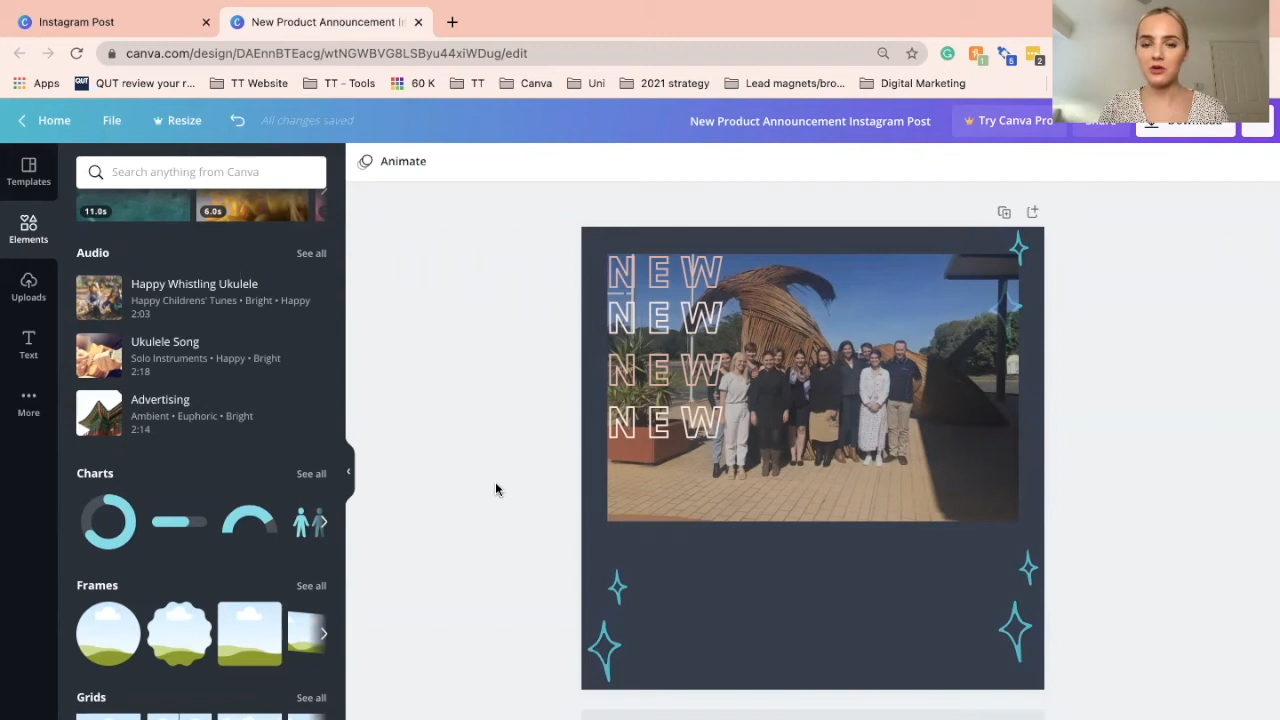 Instagram Post
New Product Announcement In
canva.com/design/DAEnnBTEacg/wtNGWBVG8LSByu44xiWDug/edit
1
5
2
Apps
QUT
QUT review your r...
TT Website
TT - Tools
60 K
TT
Canva
Uni
2021 strategy
Lead magnets/bro...
Digital Marketing
Home
File
Resize
All changes saved
New Product Announcement Instagram Post
Try Canva Pro
Templates
Elements
Uploads
Text
More
Search anything from Canva
11.0s
6.0s
Audio
See all
Happy Whistling Ukulele
Happy Childrens' Tunes • Bright • Happy
2:03
Ukulele Song
Solo Instruments • Happy • Bright
2:18
Advertising
Ambient • Euphoric • Bright
2:14
Charts
See all
Frames
See all
Grids
See all
Animate
NEW
NEW
NEW
NEW